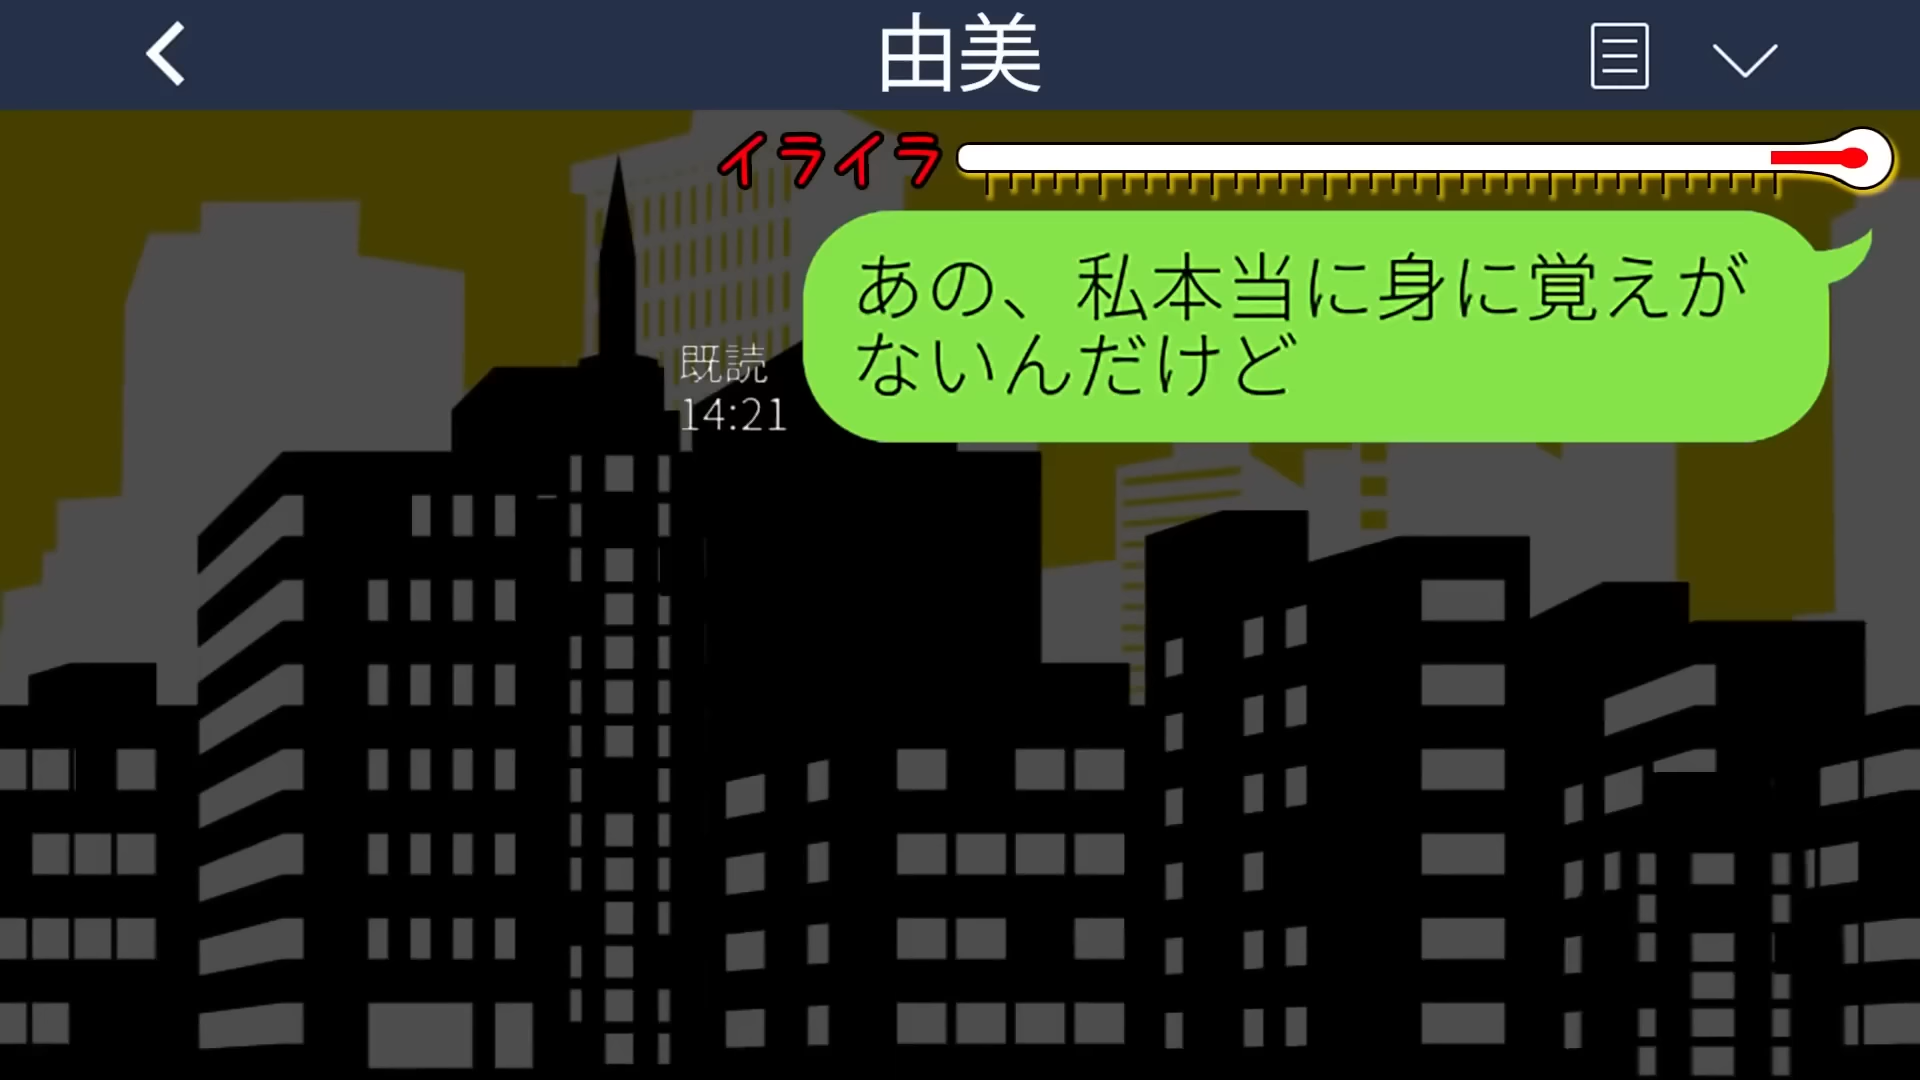 由美
イライラ
あの、私本当に身に覚えが
ないんだけど
既読
14:21